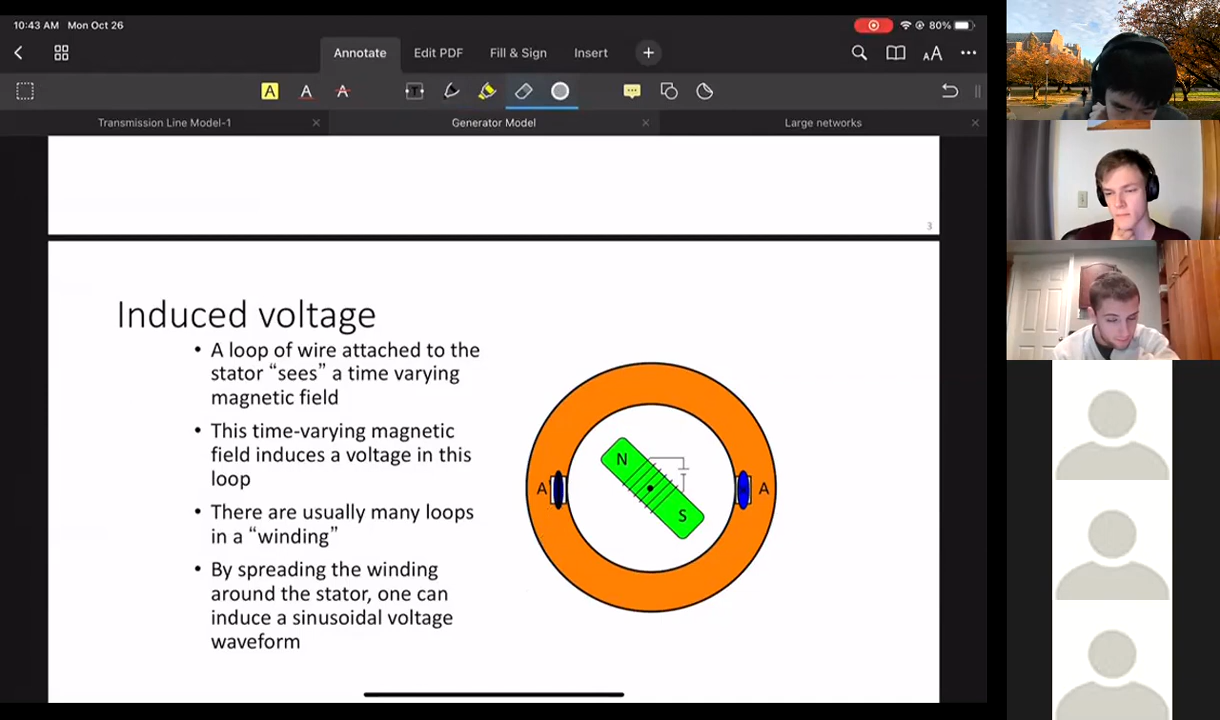 10:43 AM Mon Oct 26
80%
Annotate
Edit PDF
Fill & Sign
Insert
A
A
A
T
AA
Transmission Line Model-1
Generator Model
Large networks
3
Induced voltage
• A loop of wire attached to the
stator “sees” a time varying
magnetic field
• This time-varying magnetic
field induces a voltage in this
loop
• There are usually many loops
in a “winding”
• By spreading the winding
around the stator, one can
induce a sinusoidal voltage
waveform
N
A'
A
S